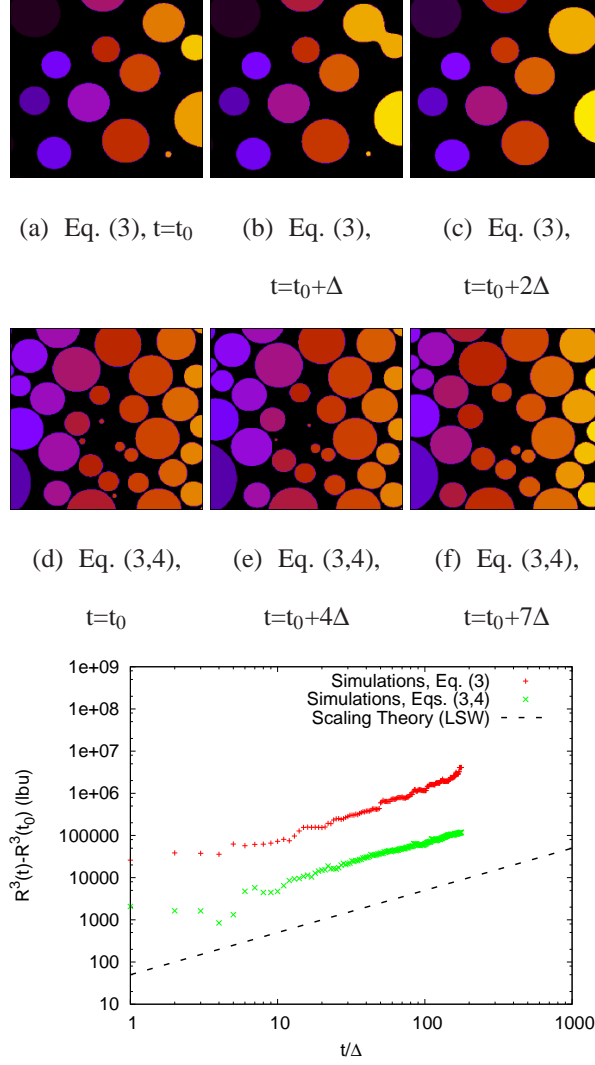 (a) Eq. (3), t=t₀
(b) Eq. (3),
t=t₀+Δ
(c) Eq. (3),
t=t₀+2Δ
(d) Eq. (3,4),
t=t₀
(e) Eq. (3,4),
t=t₀+4Δ
(f) Eq. (3,4),
t=t₀+7Δ
1e+09
1e+08
1e+07
1e+06
100000
10000
1000
100
10
R³(t)-R³(t₀) (lbu)
Simulations, Eq. (3)
Simulations, Eqs. (3,4)
Scaling Theory (LSW)
1 10 100 1000
t/Δ